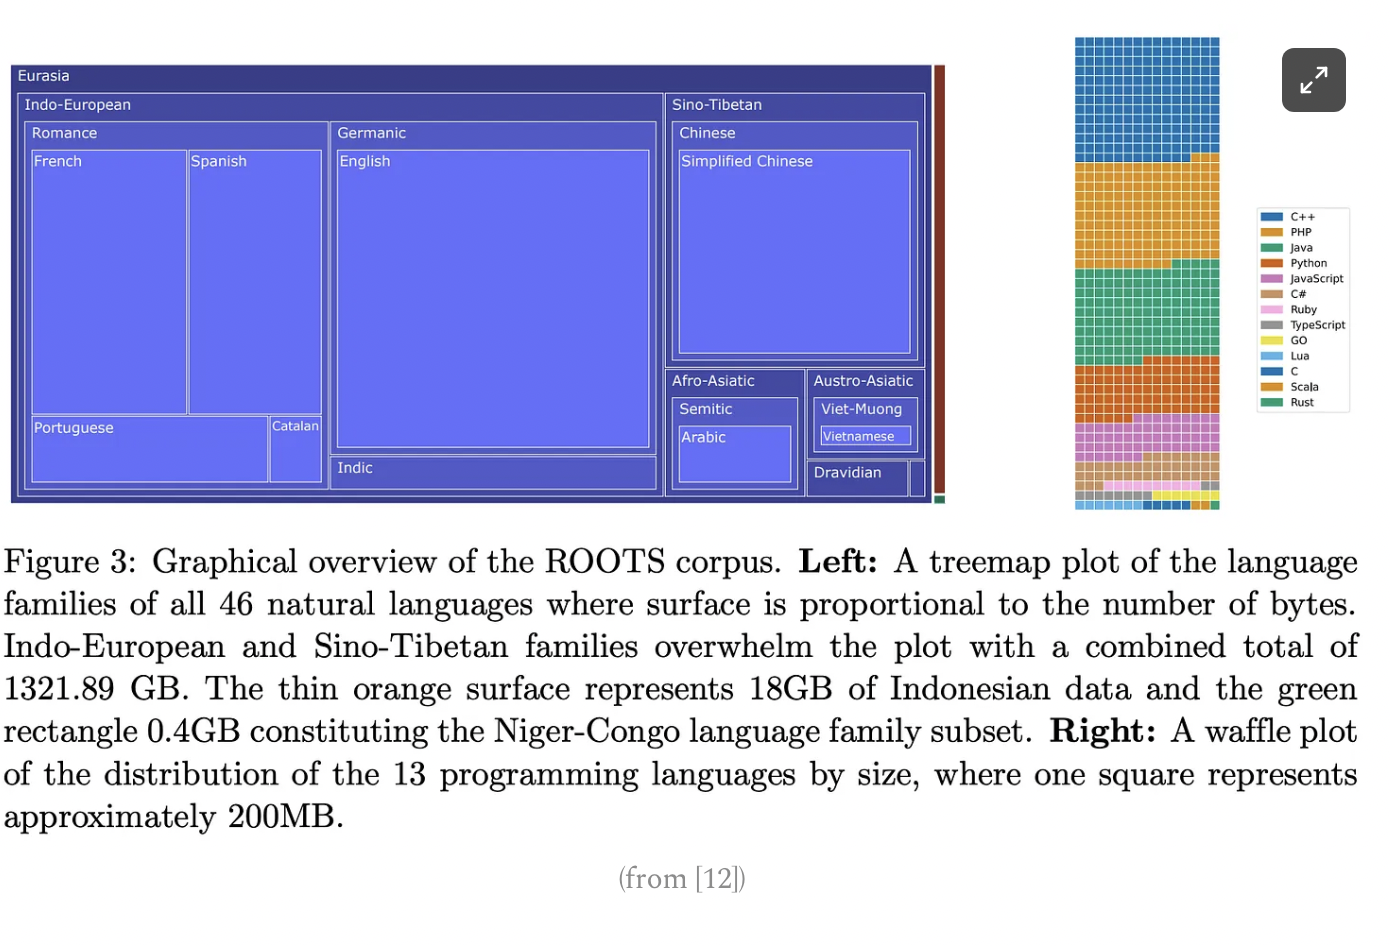 Eurasia
Indo-European
Sino-Tibetan
Romance
Germanic
Chinese
French
Spanish
English
Simplified Chinese
Portuguese
Catalan
Indic
Afro-Asiatic
Austro-Asiatic
Semitic
Viet-Muong
Arabic
Vietnamese
Dravidian
C++
PHP
Java
Python
JavaScript
C#
Ruby
TypeScript
GO
Lua
C
Scala
Rust
Figure 3: Graphical overview of the ROOTS corpus. Left: A treemap plot of the language
families of all 46 natural languages where surface is proportional to the number of bytes.
Indo-European and Sino-Tibetan families overwhelm the plot with a combined total of
1321.89 GB. The thin orange surface represents 18GB of Indonesian data and the green
rectangle 0.4GB constituting the Niger-Congo language family subset. Right: A waffle plot
of the distribution of the 13 programming languages by size, where one square represents
approximately 200MB.
(from [12])